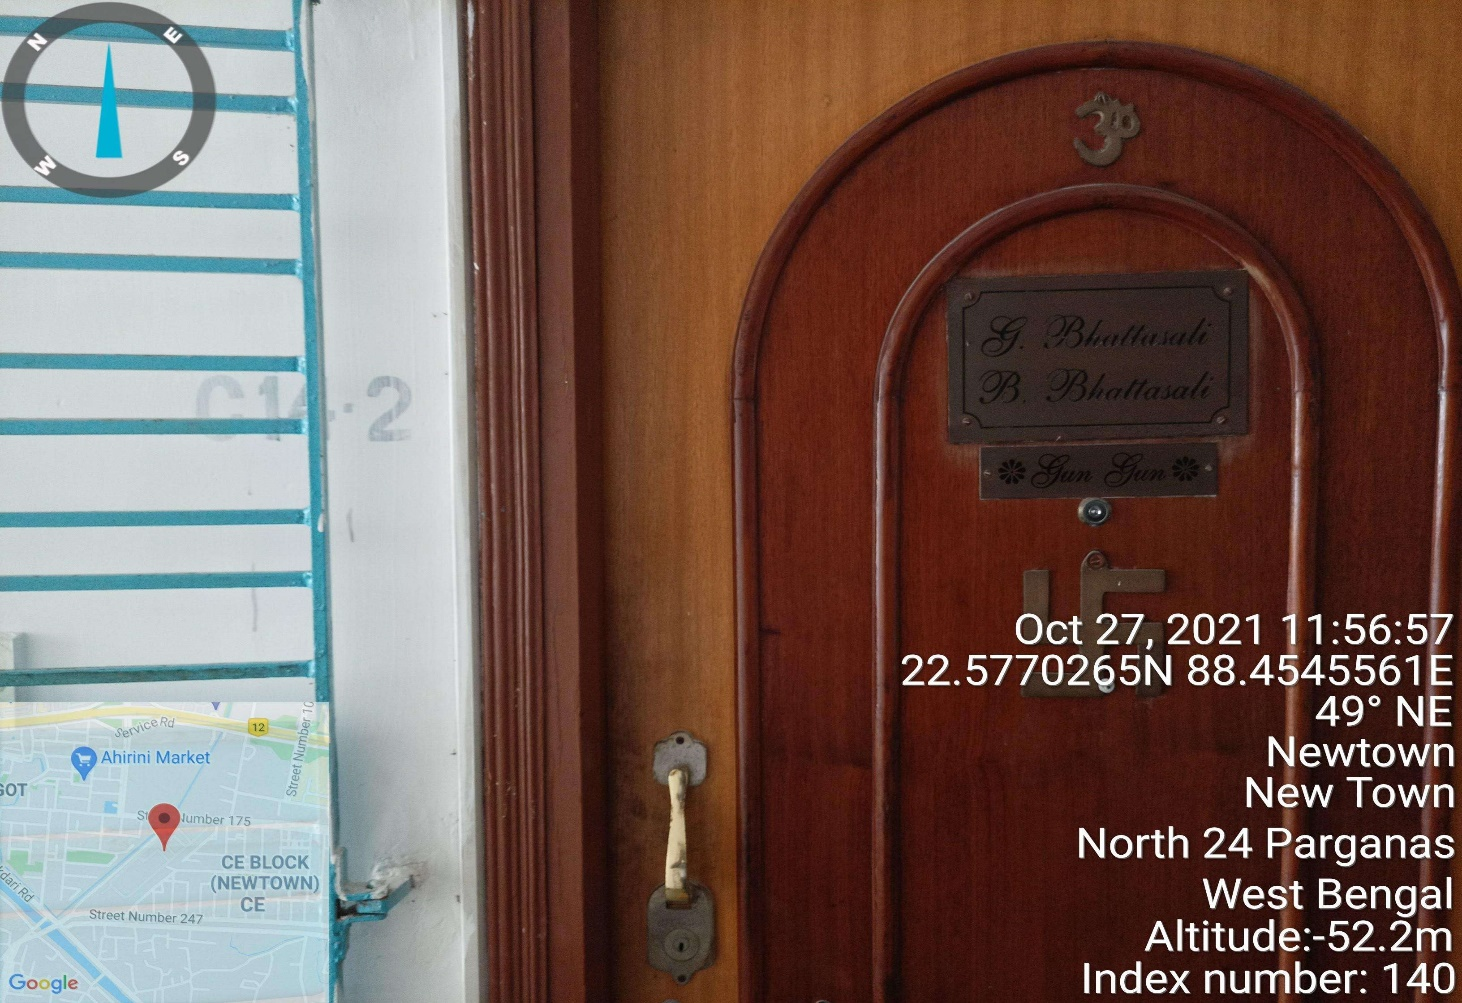 N
E
W
S
ॐ
C14-2
G. Bhattasali
B. Bhattasali
Gun Gun
Oct 27, 2021 11:56:57
22.5770265N 88.4545561E
49° NE
Newtown
New Town
North 24 Parganas
West Bengal
Altitude:-52.2m
Index number: 140
Service Rd
12
Ahirini Market
Street Number 10
GOT
Number 175
CE BLOCK
(NEWTOWN)
CE
Street Number 247
Google